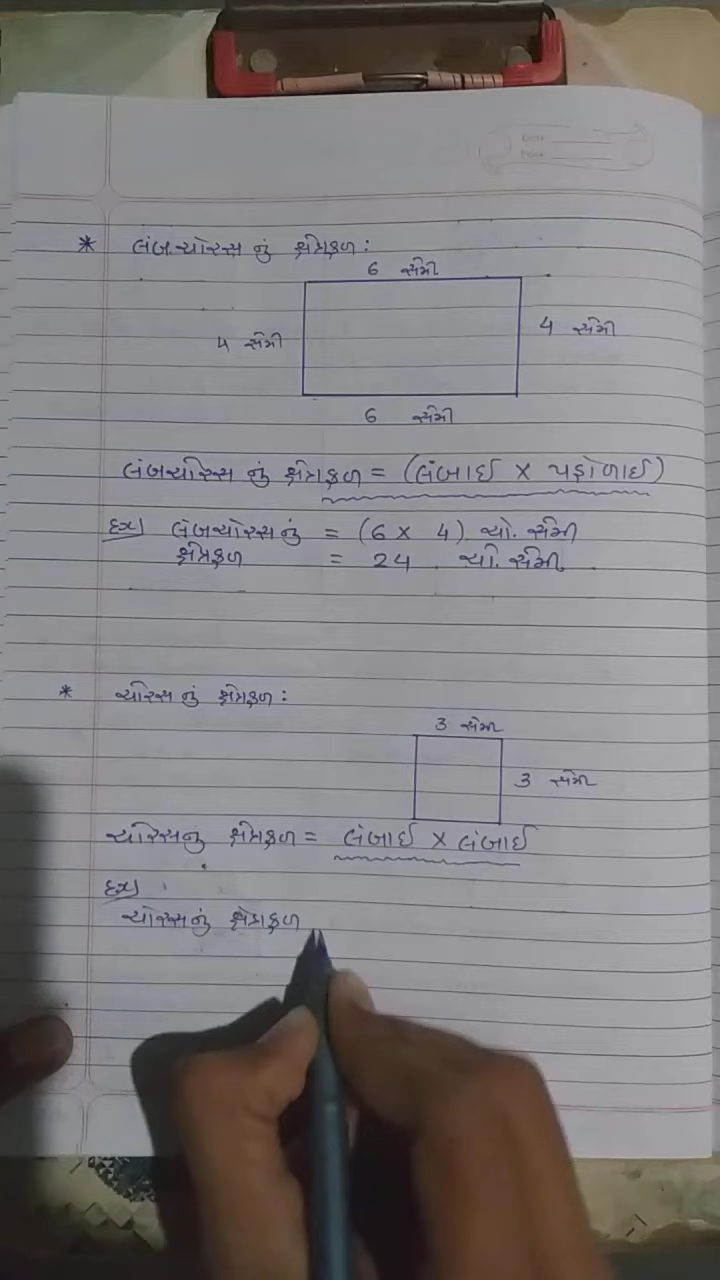 * લંબચોરસ નું ક્ષેત્રફળ :
6 સેમી
4 સેમી
4 સેમી
6 સેમી
લંબચોરસ નું ક્ષેત્રફળ = (લંબાઈ × પહોળાઈ)
દા.ત. લંબચોરસનું = (6 × 4) ચો. સેમી
ક્ષેત્રફળ = 24 ચો. સેમી.
* ચોરસ નું ક્ષેત્રફળ :
3 સેમી
3 સેમી
ચોરસનું ક્ષેત્રફળ = લંબાઈ × લંબાઈ
ચોરસનું ક્ષેત્રફળ